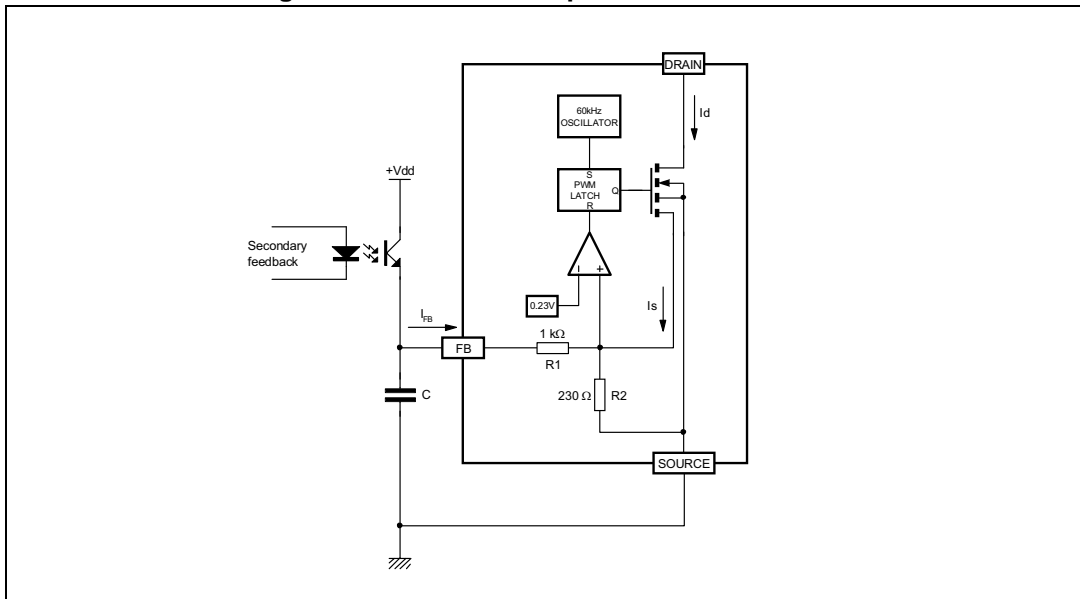 DRAIN
60kHz
OSCILLATOR
Id
+Vdd
S
PWM
LATCH
Q
R
Secondary
feedback
- +
0.23V
Is
IFB
1 kΩ
FB
R1
230 Ω R2
C
SOURCE